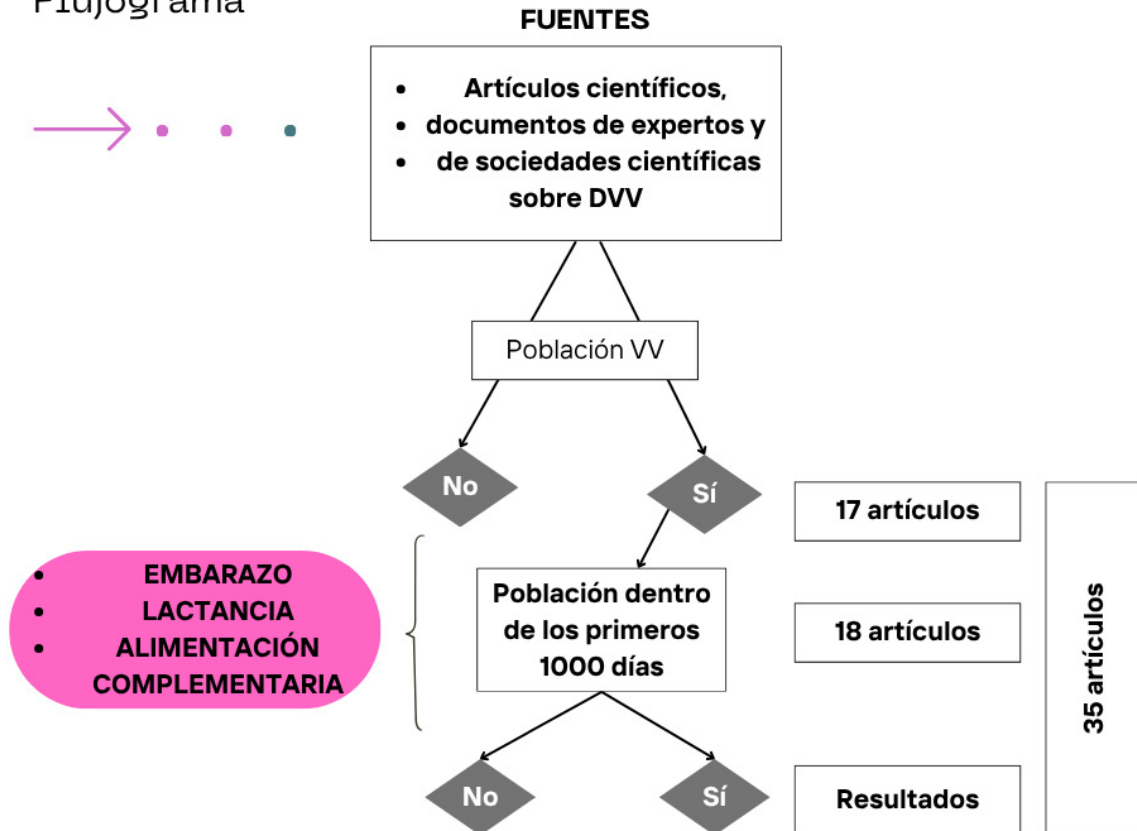 Flujograma
FUENTES
• Artículos científicos,
• documentos de expertos y
• de sociedades científicas
sobre DVV
Población VV
No
Sí
17 artículos
• EMBARAZO
• LACTANCIA
• ALIMENTACIÓN
COMPLEMENTARIA
Población dentro
de los primeros
1000 días
18 artículos
35 artículos
No
Sí
Resultados